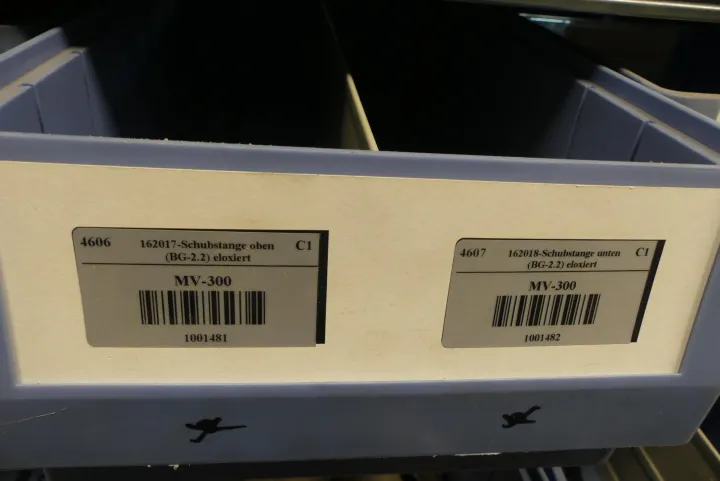 4606 162017-Schubstange oben C1
(BG-2.2) eloxiert
MV-300
1001481
4607 162018-Schubstange unten C1
(BG-2.2) eloxiert
MV-300
1001482